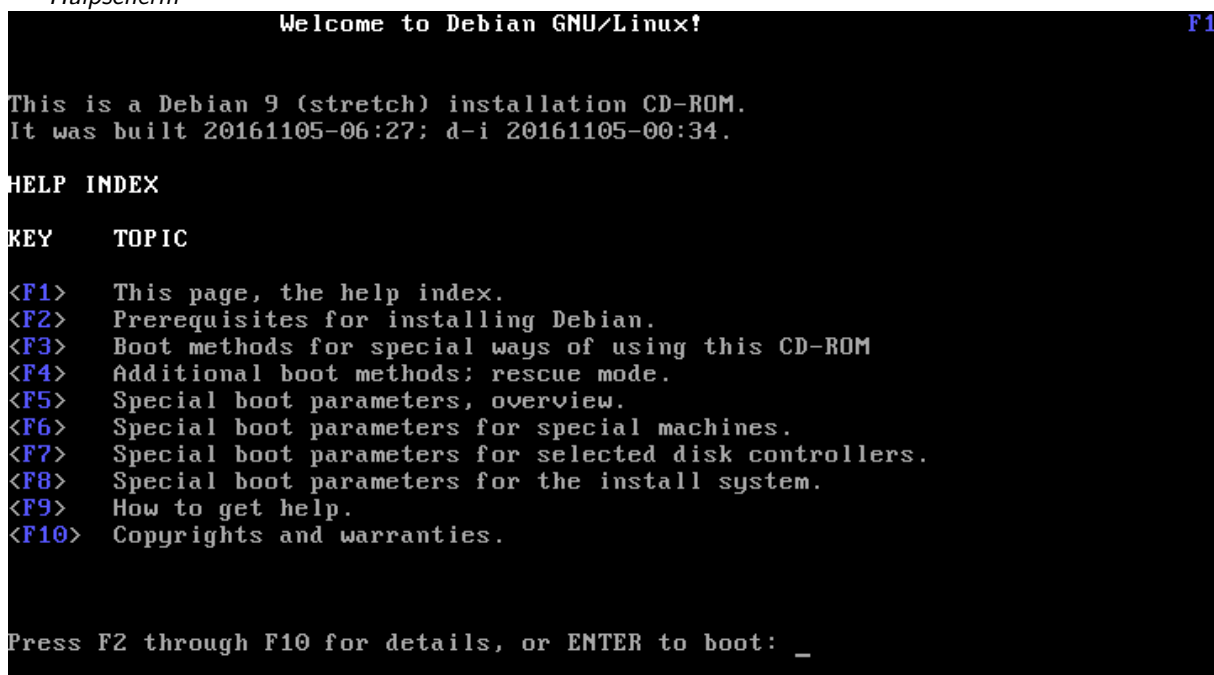 Hulpscherm
Welcome to Debian GNU/Linux! F1
This is a Debian 9 (stretch) installation CD-ROM.
It was built 20161105-06:27; d-i 20161105-00:34.
HELP INDEX
KEY TOPIC
<F1> This page, the help index.
<F2> Prerequisites for installing Debian.
<F3> Boot methods for special ways of using this CD-ROM
<F4> Additional boot methods; rescue mode.
<F5> Special boot parameters, overview.
<F6> Special boot parameters for special machines.
<F7> Special boot parameters for selected disk controllers.
<F8> Special boot parameters for the install system.
<F9> How to get help.
<F10> Copyrights and warranties.
Press F2 through F10 for details, or ENTER to boot: _